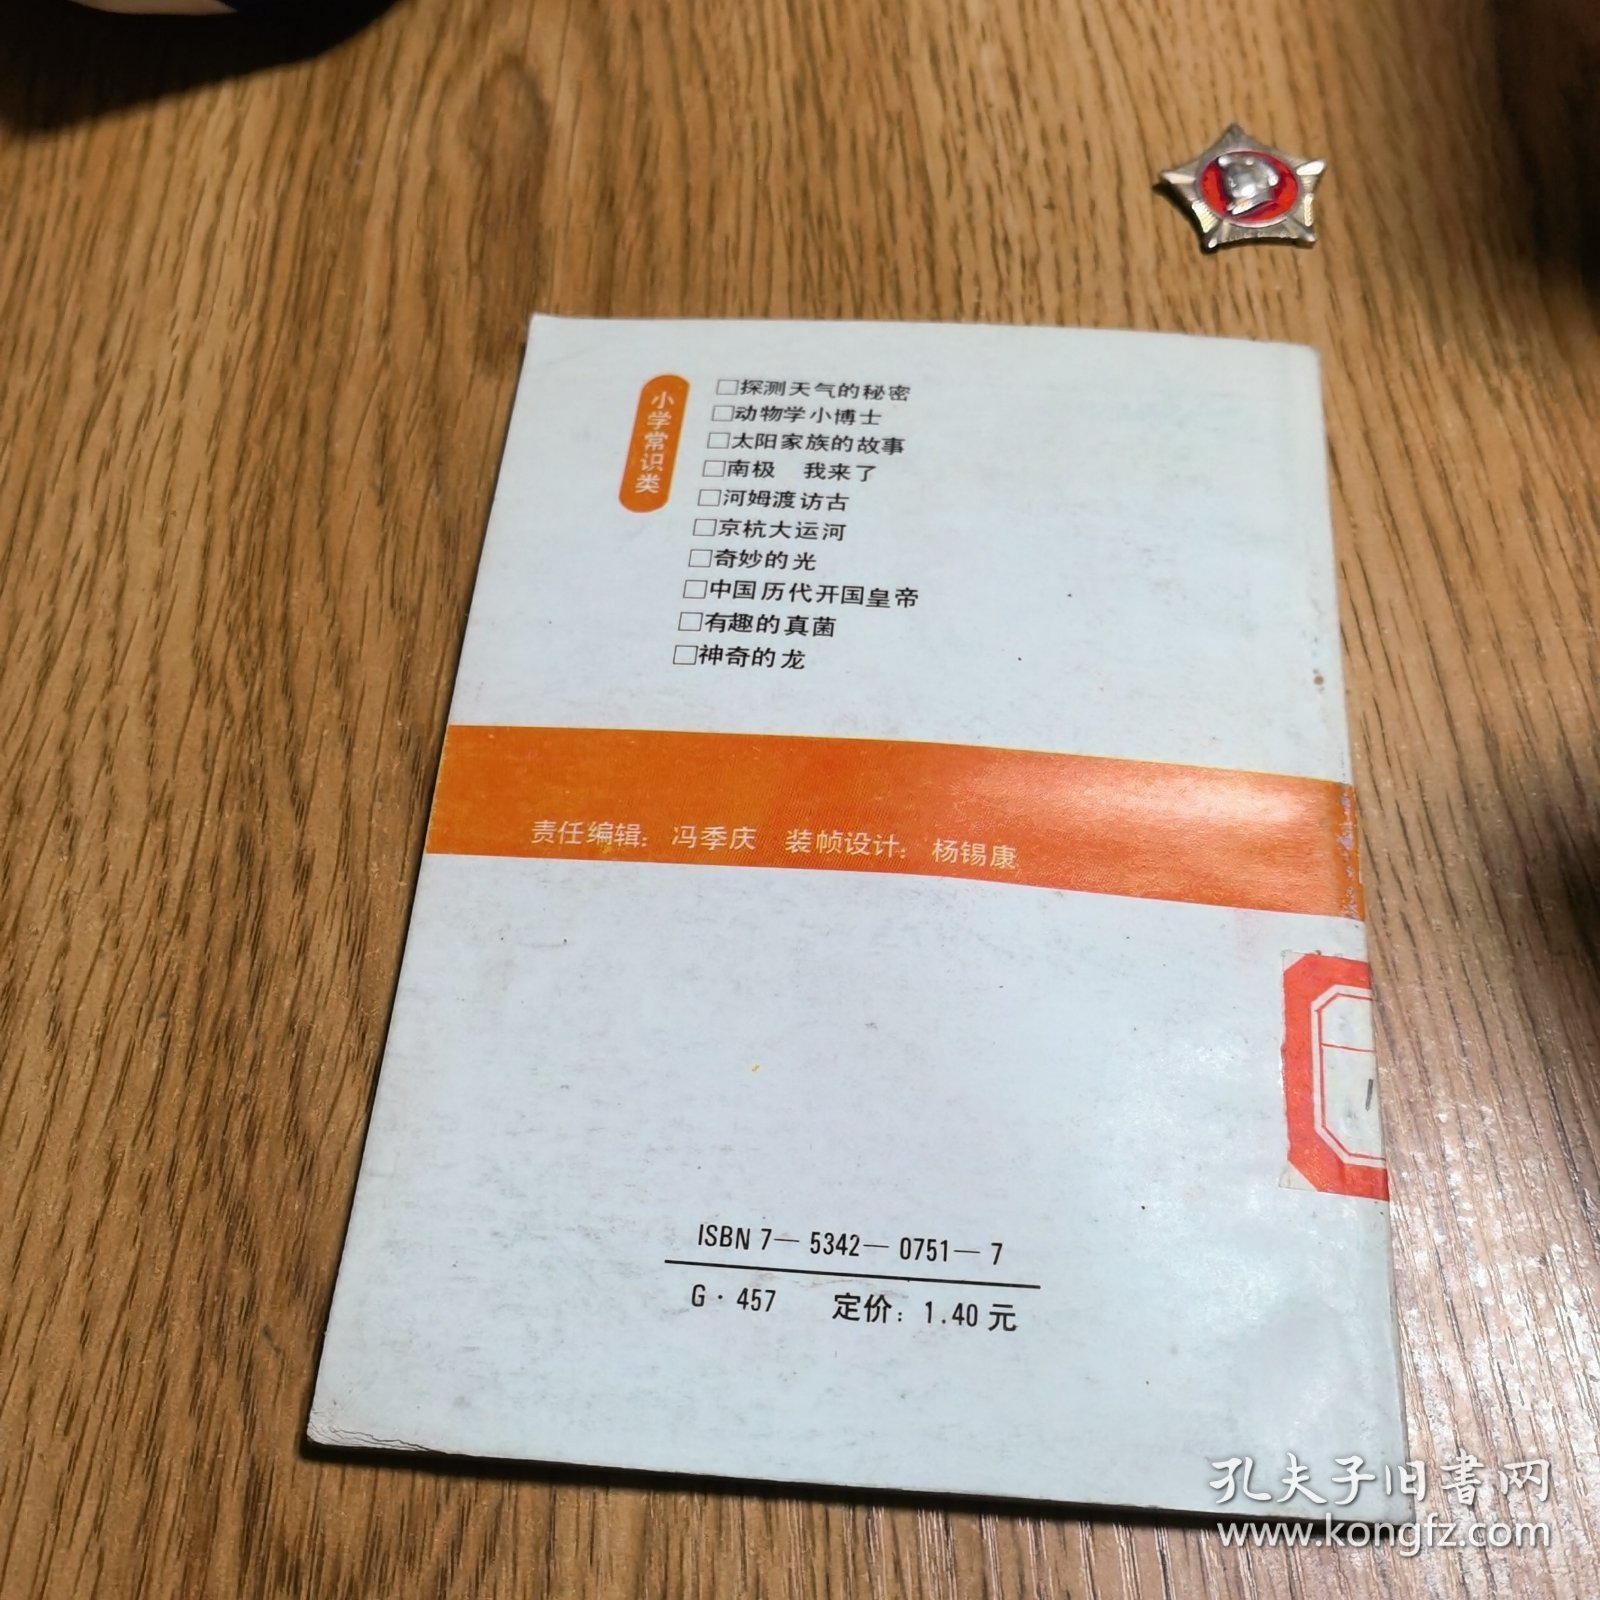 小学常识类
□探测天气的秘密
□动物学小博士
□太阳家族的故事
□南极　我来了
□河姆渡访古
□京杭大运河
□奇妙的光
□中国历代开国皇帝
□有趣的真菌
□神奇的龙
责任编辑：冯季庆　装帧设计：杨锡康
ISBN 7—5342—0751—7
G·457　定价：1.40元
孔夫子旧书网
www.kongfz.com